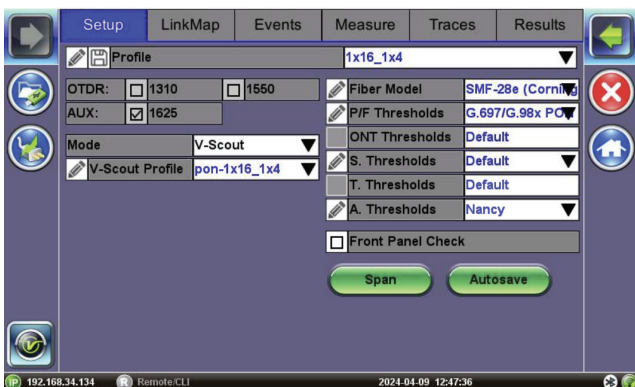 Setup LinkMap Events Measure Traces Results
Profile 1x16_1x4
OTDR: 1310 1550
AUX: 1625
Mode V-Scout
V-Scout Profile pon-1x16_1x4
Fiber Model SMF-28e (Corning
P/F Thresholds G.697/G.98x PON
ONT Thresholds Default
S. Thresholds Default
T. Thresholds Default
A. Thresholds Nancy
Front Panel Check
Span Autosave
IP 192.168.34.134 R Remote/CLI 2024-04-09 12:47:36